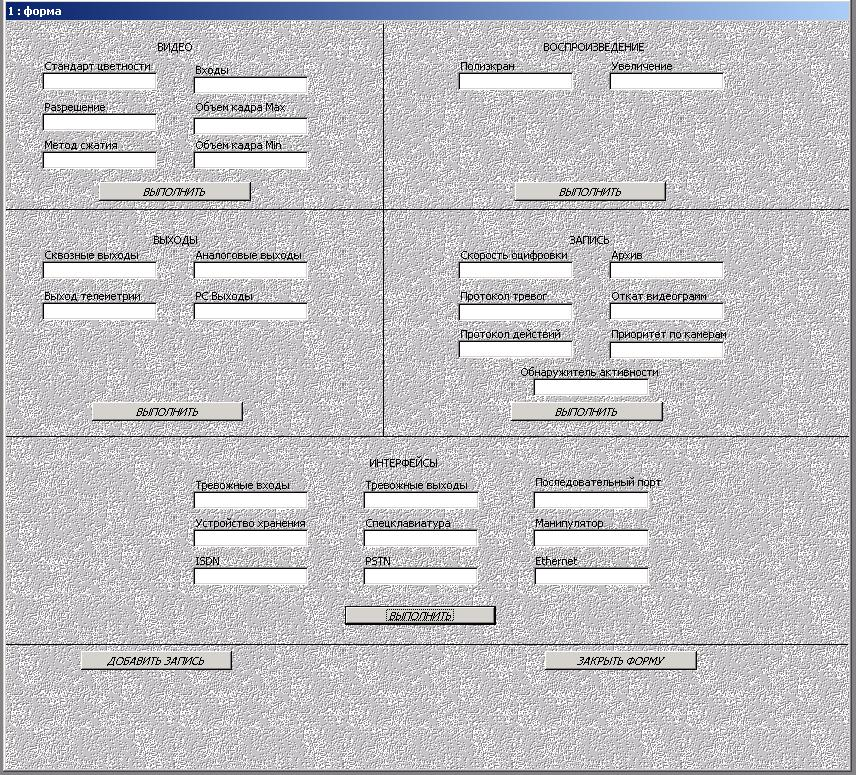 1 : форма
ВИДЕО
Стандарт цветности
Входы
Разрешение
Объем кадра Max
Метод сжатия
Объем кадра Min
ВЫПОЛНИТЬ
ВОСПРОИЗВЕДЕНИЕ
Полиэкран
Увеличение
ВЫПОЛНИТЬ
ВЫХОДЫ
Сквозные выходы
Аналоговые выходы
Выход телеметрии
PC Выходы
ВЫПОЛНИТЬ
ЗАПИСЬ
Скорость оцифровки
Архив
Протокол тревог
Откат видеограмм
Протокол действий
Приоритет по камерам
Обнаружитель активности
ВЫПОЛНИТЬ
ИНТЕРФЕЙСЫ
Тревожные входы
Тревожные выходы
Последовательный порт
Устройство хранения
Спецклавиатура
Манипулятор
ISDN
PSTN
Ethernet
ВЫПОЛНИТЬ
ДОБАВИТЬ ЗАПИСЬ
ЗАКРЫТЬ ФОРМУ